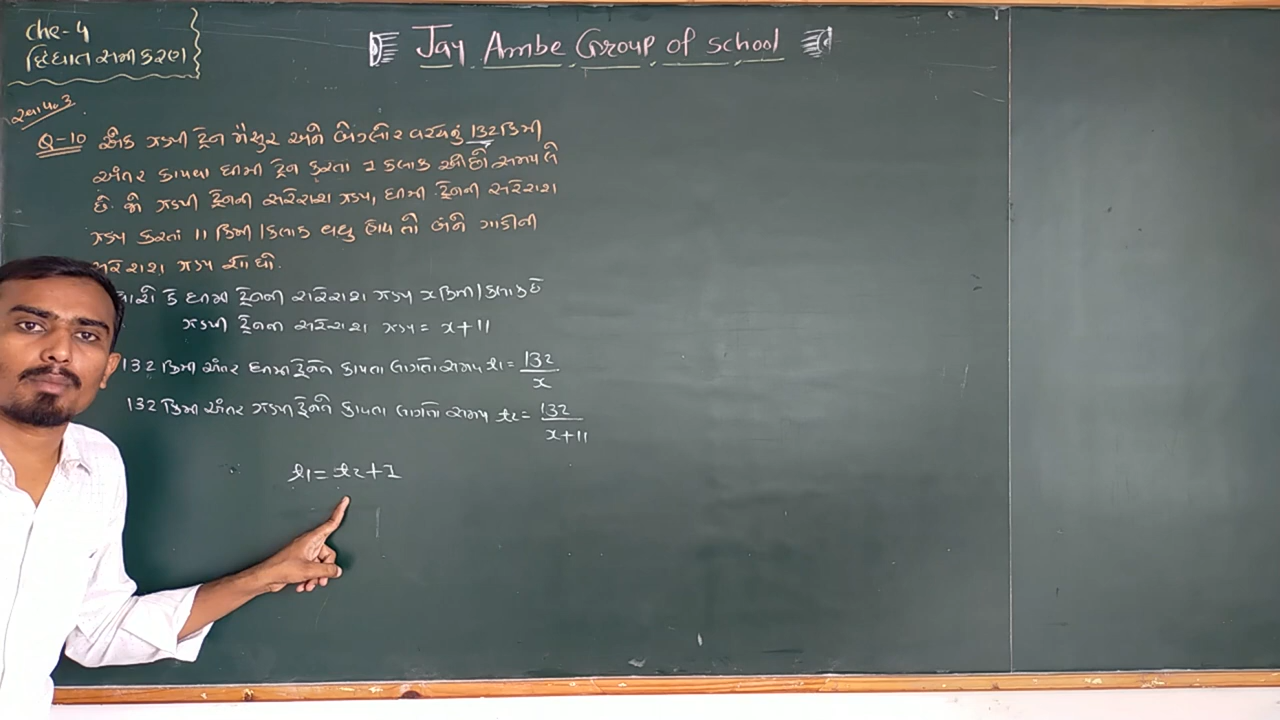 Che-4
દ્વિઘાત સમીકરણ
Jay Ambe Group of School
સ્વા 4.3
Q-10 એક ઝડપી ટ્રેન મૈસુર અને બેંગ્લોર વચ્ચેનું 132 કિમી
અંતર કાપવા ધીમી ટ્રેન કરતાં 1 કલાક ઓછો સમય લે
છે. જો ઝડપી ટ્રેનની સરેરાશ ઝડપ, ધીમી ટ્રેનની સરેરાશ
ઝડપ કરતાં 11 કિમી/કલાક વધુ હોય તો બંને ગાડીની
સરેરાશ ઝડપ શોધો.
ધારો કે ધીમી ટ્રેનની સરેરાશ ઝડપ x કિમી/કલાક છે
ઝડપી ટ્રેનની સરેરાશ ઝડપ = x+11
132 કિમી અંતર ધીમી ટ્રેનને કાપતા લાગતો સમય t1 = 132/x
132 કિમી અંતર ઝડપી ટ્રેનને કાપતા લાગતો સમય t2 = 132/x+11
t1 = t2 + 1